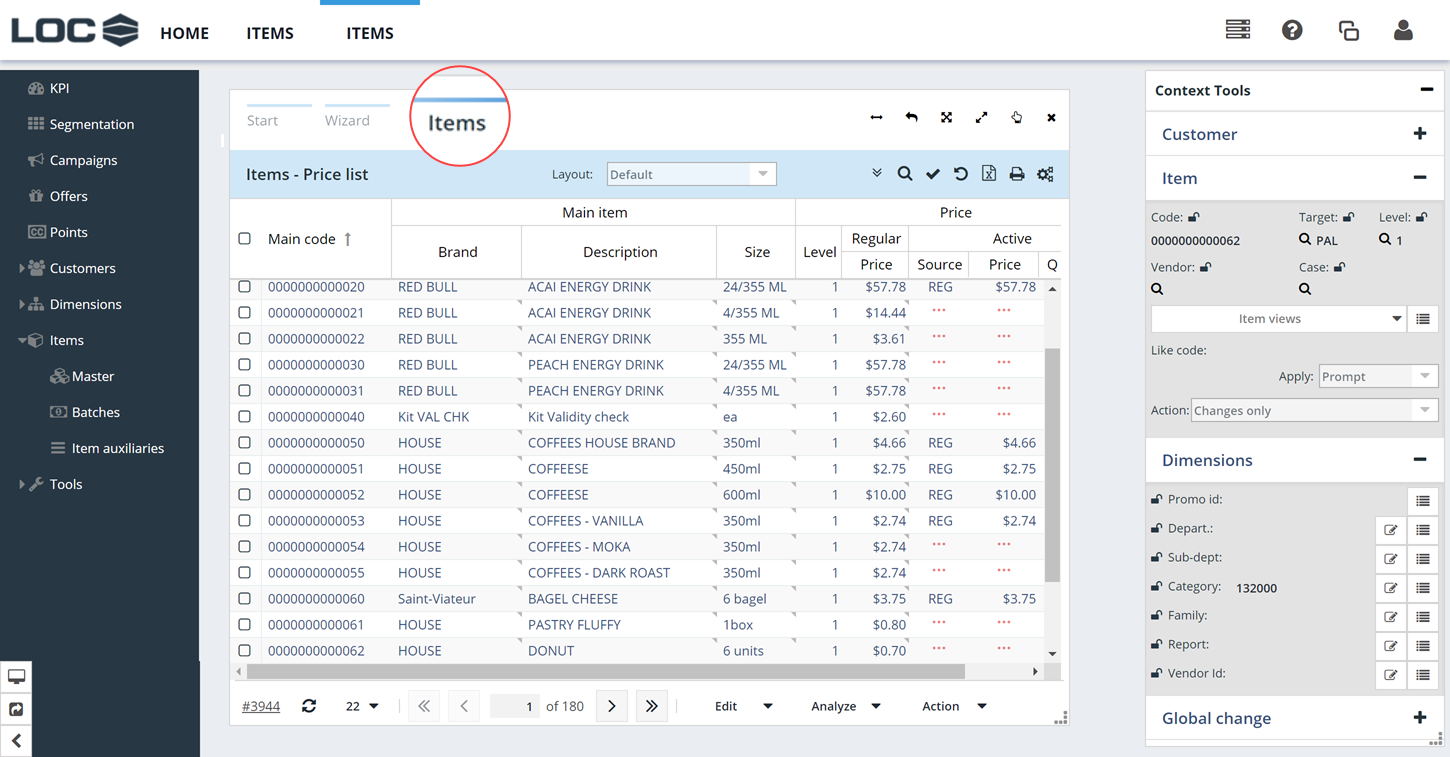 LOC HOME ITEMS ITEMS
KPI
Segmentation
Campaigns
Offers
Points
Customers
Dimensions
Items
Master
Batches
Item auxiliaries
Tools
Start Wizard Items
Items - Price list Layout: Default
Main item Price
Main code ↑ Brand Description Size Level Regular Active
Price Source Price Q
0000000000020 RED BULL ACAI ENERGY DRINK 24/355 ML 1 $57.78 REG $57.78
0000000000021 RED BULL ACAI ENERGY DRINK 4/355 ML 1 $14.44 *** ***
0000000000022 RED BULL ACAI ENERGY DRINK 355 ML 1 $3.61 *** ***
0000000000030 RED BULL PEACH ENERGY DRINK 24/355 ML 1 $57.78 *** ***
0000000000031 RED BULL PEACH ENERGY DRINK 4/355 ML 1 $57.78 *** ***
0000000000040 Kit VAL CHK Kit Validity check ea 1 $2.60 *** ***
0000000000050 HOUSE COFFEES HOUSE BRAND 350ml 1 $4.66 REG $4.66
0000000000051 HOUSE COFFEESE 450ml 1 $2.75 REG $2.75
0000000000052 HOUSE COFFEESE 600ml 1 $10.00 REG $10.00
0000000000053 HOUSE COFFEES - VANILLA 350ml 1 $2.74 REG $2.74
0000000000054 HOUSE COFFEES - MOKA 350ml 1 $2.74 *** ***
0000000000055 HOUSE COFFEES - DARK ROAST 350ml 1 $2.74 *** ***
0000000000060 Saint-Viateur BAGEL CHEESE 6 bagel 1 $3.75 REG $3.75
0000000000061 HOUSE PASTRY FLUFFY 1box 1 $0.80 *** ***
0000000000062 HOUSE DONUT 6 units 1 $0.70 *** ***
#3944 22 1 of 180 Edit Analyze Action
Context Tools
Customer
Item
Code: Target: Level:
0000000000062 PAL 1
Vendor: Case:
Item views
Like code:
Apply: Prompt
Action: Changes only
Dimensions
Promo id:
Depart.:
Sub-dept:
Category: 132000
Family:
Report:
Vendor Id:
Global change